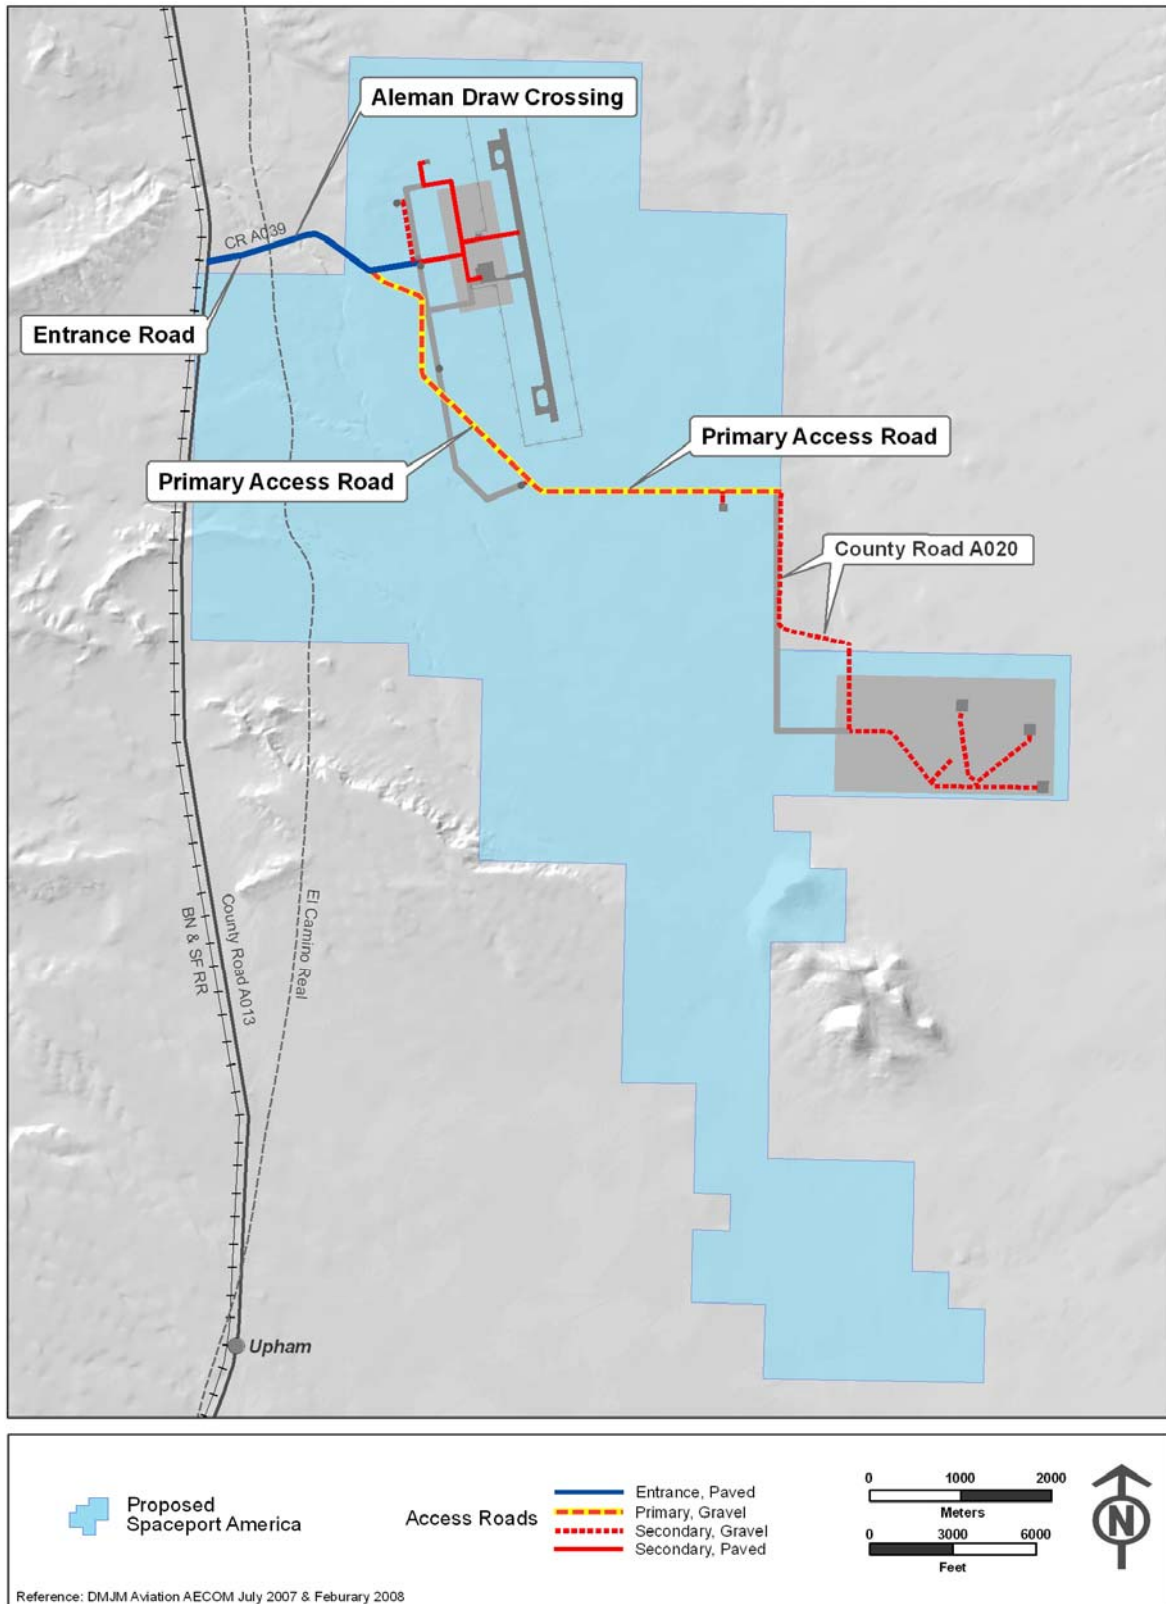 Aleman Draw Crossing
CR A039
Entrance Road
Primary Access Road
Primary Access Road
County Road A020
El Camino Real
County Road A013
BN & SF RR
Upham
Proposed
Spaceport America
Access Roads
Entrance, Paved
Primary, Gravel
Secondary, Gravel
Secondary, Paved
0 1000 2000
Meters
0 3000 6000
Feet
N
Reference: DMJM Aviation AECOM July 2007 & Feburary 2008